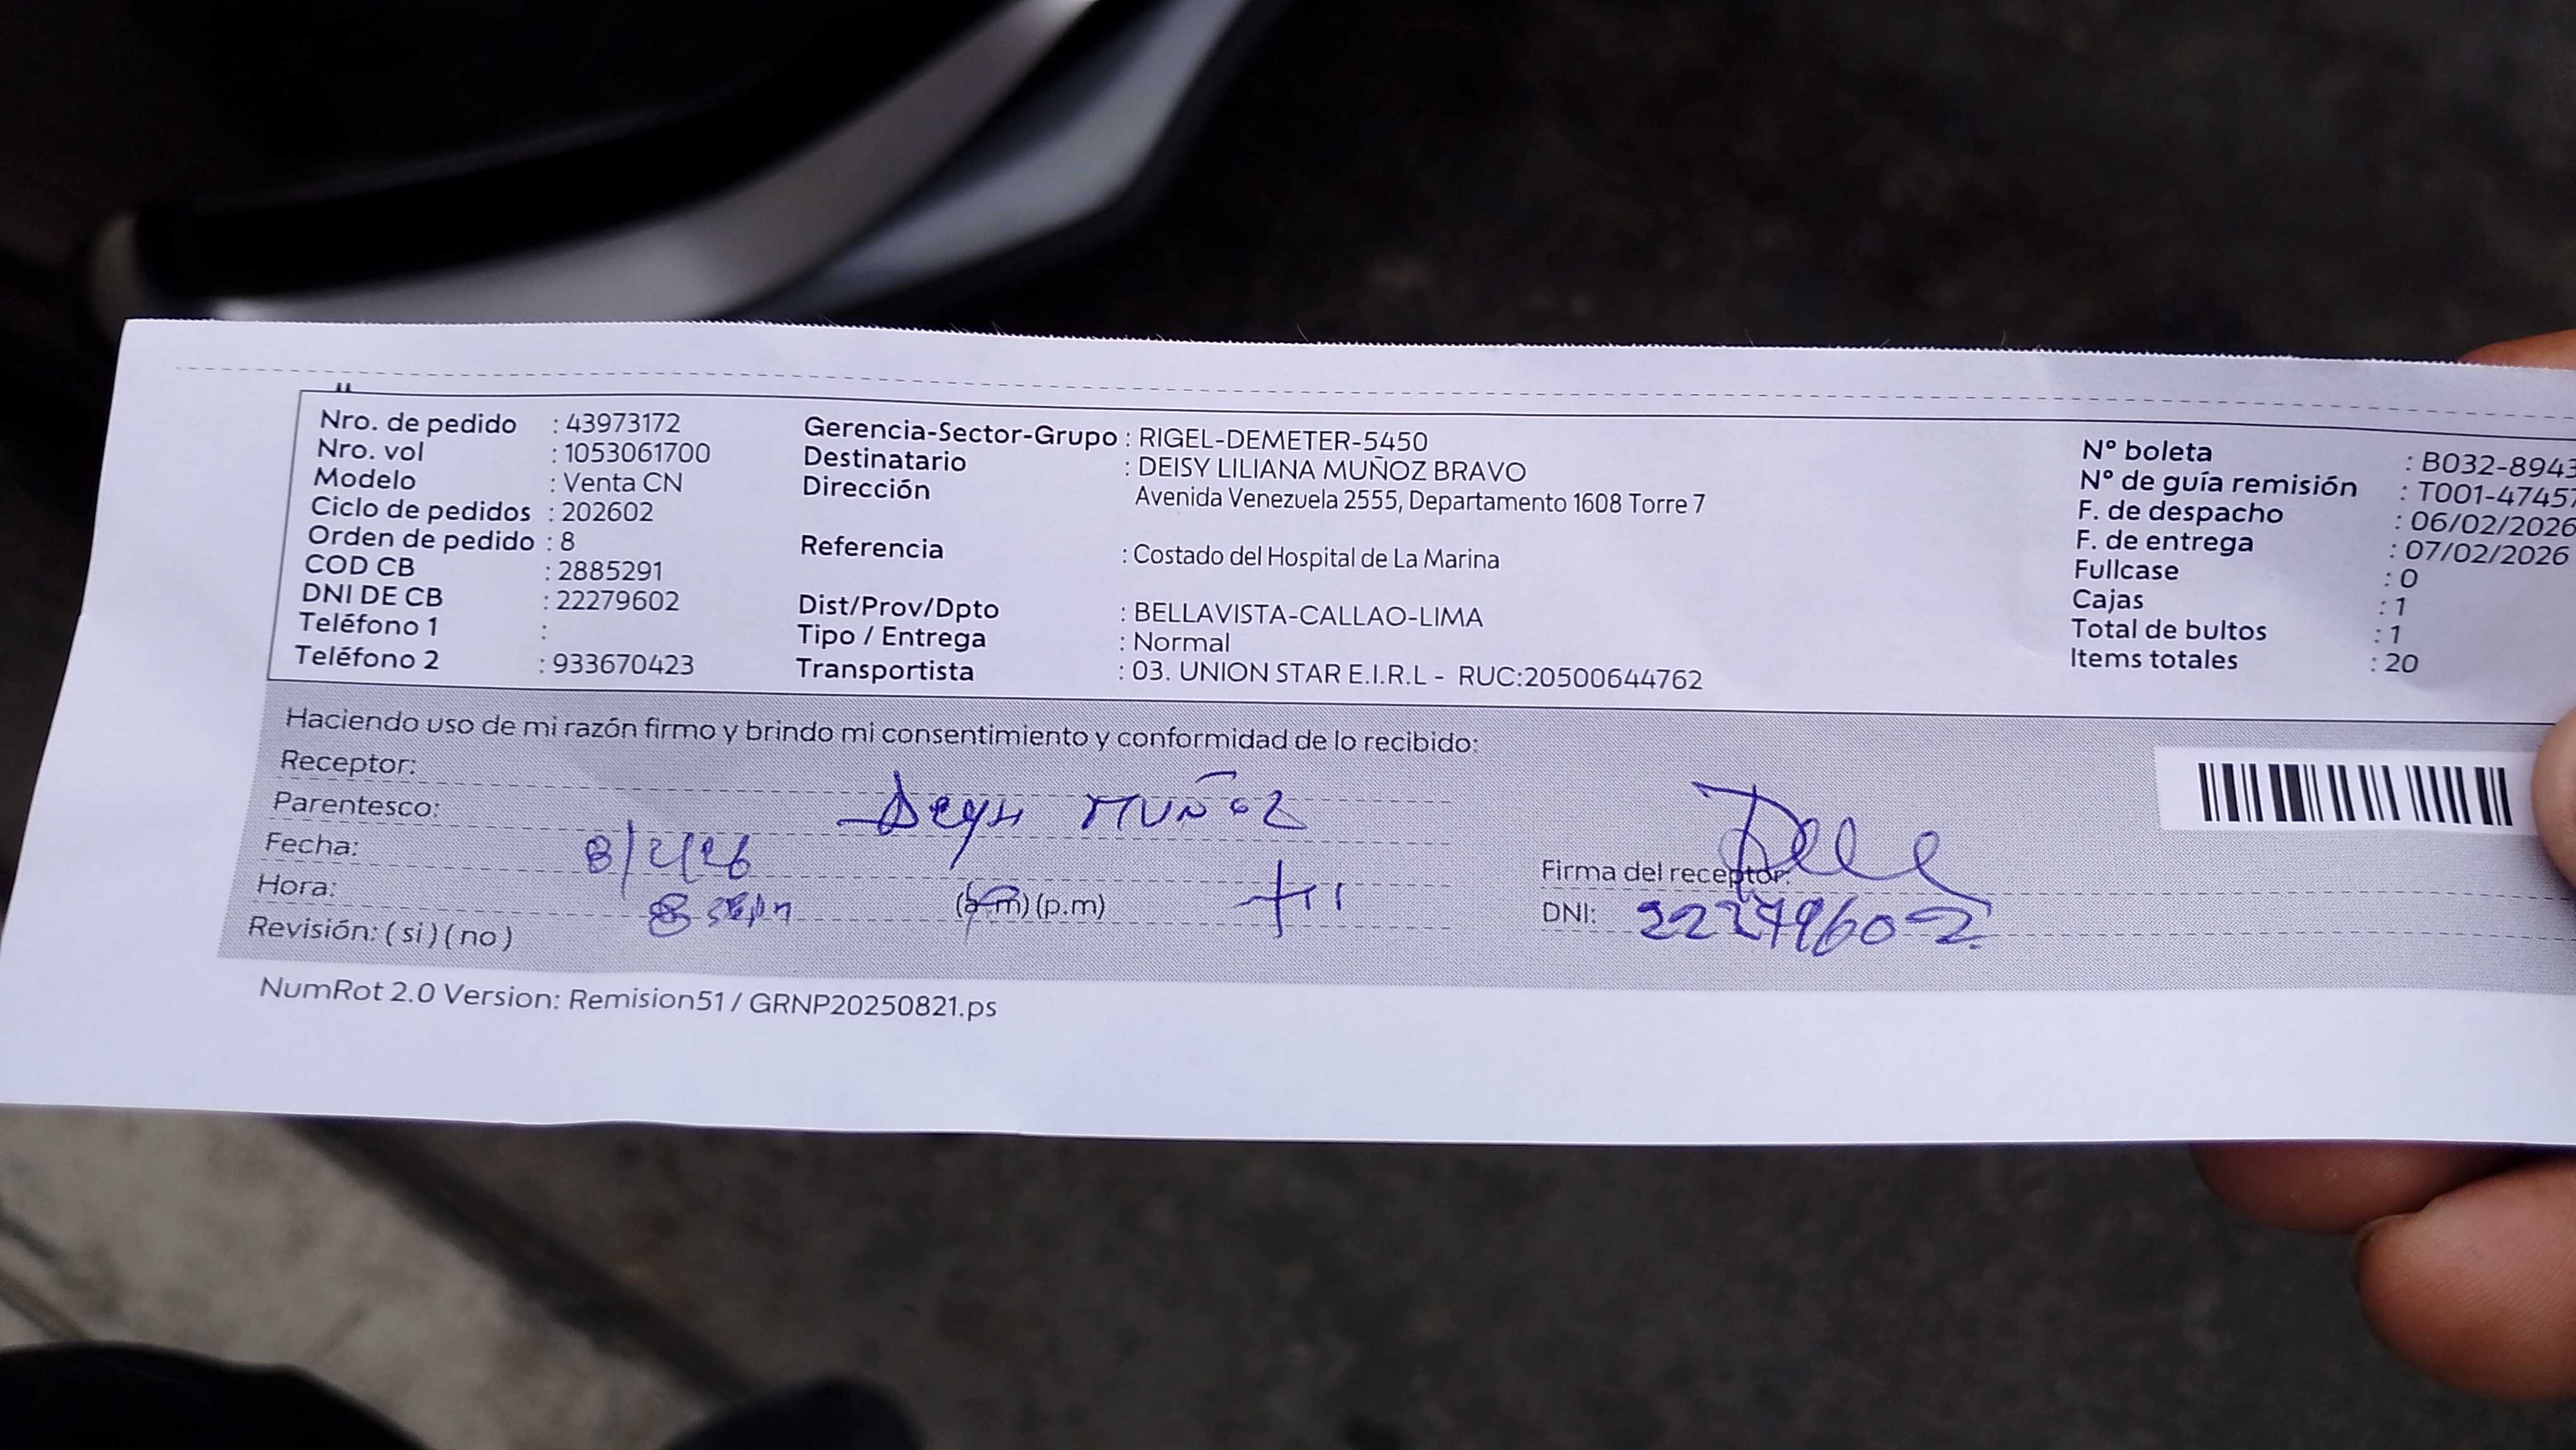 Nro. de pedido : 43973172
Nro. vol : 1053061700
Modelo : Venta CN
Ciclo de pedidos : 202602
Orden de pedido : 8
COD CB : 2885291
DNI DE CB : 22279602
Teléfono 1 :
Teléfono 2 : 933670423
Gerencia-Sector-Grupo : RIGEL-DEMETER-5450
Destinatario : DEISY LILIANA MUÑOZ BRAVO
Dirección Avenida Venezuela 2555, Departamento 1608 Torre 7
Referencia : Costado del Hospital de La Marina
Dist/Prov/Dpto : BELLAVISTA-CALLAO-LIMA
Tipo / Entrega : Normal
Transportista : 03. UNION STAR E.I.R.L - RUC:20500644762
N° boleta : B032-8943
N° de guía remisión : T001-47457
F. de despacho : 06/02/2026
F. de entrega : 07/02/2026
Fullcase : 0
Cajas : 1
Total de bultos : 1
Items totales : 20
Haciendo uso de mi razón firmo y brindo mi consentimiento y conformidad de lo recibido:
Receptor:
Parentesco: MUÑOZ
Fecha: 8/2/26
Hora: (a.m) (p.m)
Revisión: ( si ) ( no )
Firma del receptor:
DNI: 22279602
NumRot 2.0 Version: Remision51 / GRNP20250821.ps